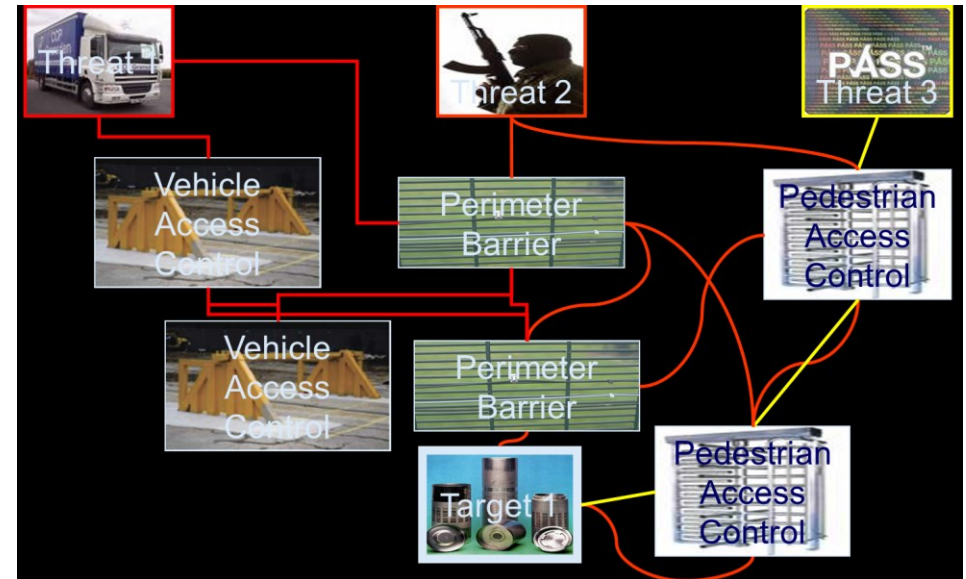 Threat 1
Threat 2
PASS™
Threat 3
Vehicle
Access
Control
Perimeter
Barrier
Pedestrian
Access
Control
Vehicle
Access
Control
Perimeter
Barrier
Pedestrian
Access
Control
Target 1